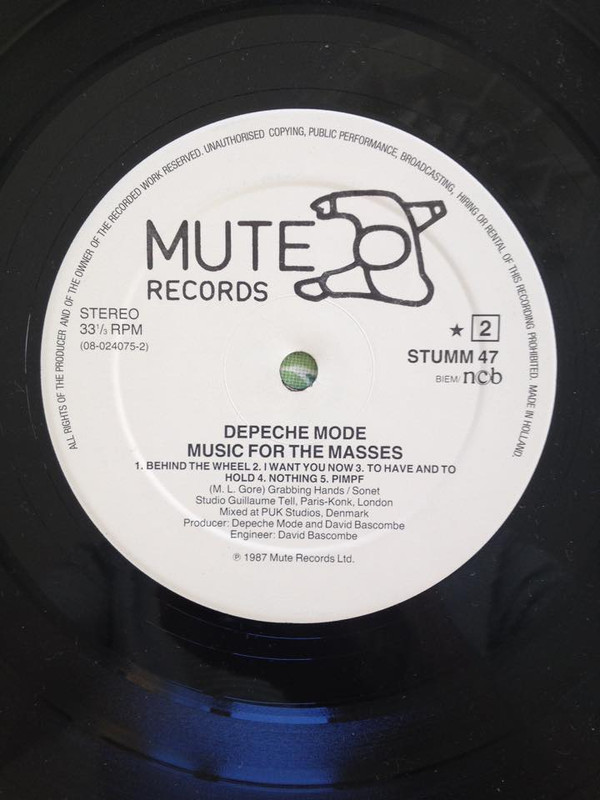 ALL RIGHTS OF THE PRODUCER AND OF THE OWNER OF THE RECORDED WORK RESERVED. UNAUTHORISED COPYING, PUBLIC PERFORMANCE, BROADCASTING, HIRING OR RENTAL OF THIS RECORDING PROHIBITED. MADE IN HOLLAND.
MUTE
RECORDS
STEREO
33⅓ RPM
(08-024075-2)
★ 2
STUMM 47
BIEM/ncb
DEPECHE MODE
MUSIC FOR THE MASSES
1. BEHIND THE WHEEL 2. I WANT YOU NOW 3. TO HAVE AND TO
HOLD 4. NOTHING 5. PIMPF
(M. L. Gore) Grabbing Hands / Sonet
Studio Guillaume Tell, Paris-Konk, London
Mixed at PUK Studios, Denmark
Producer: Depeche Mode and David Bascombe
Engineer: David Bascombe
℗ 1987 Mute Records Ltd.